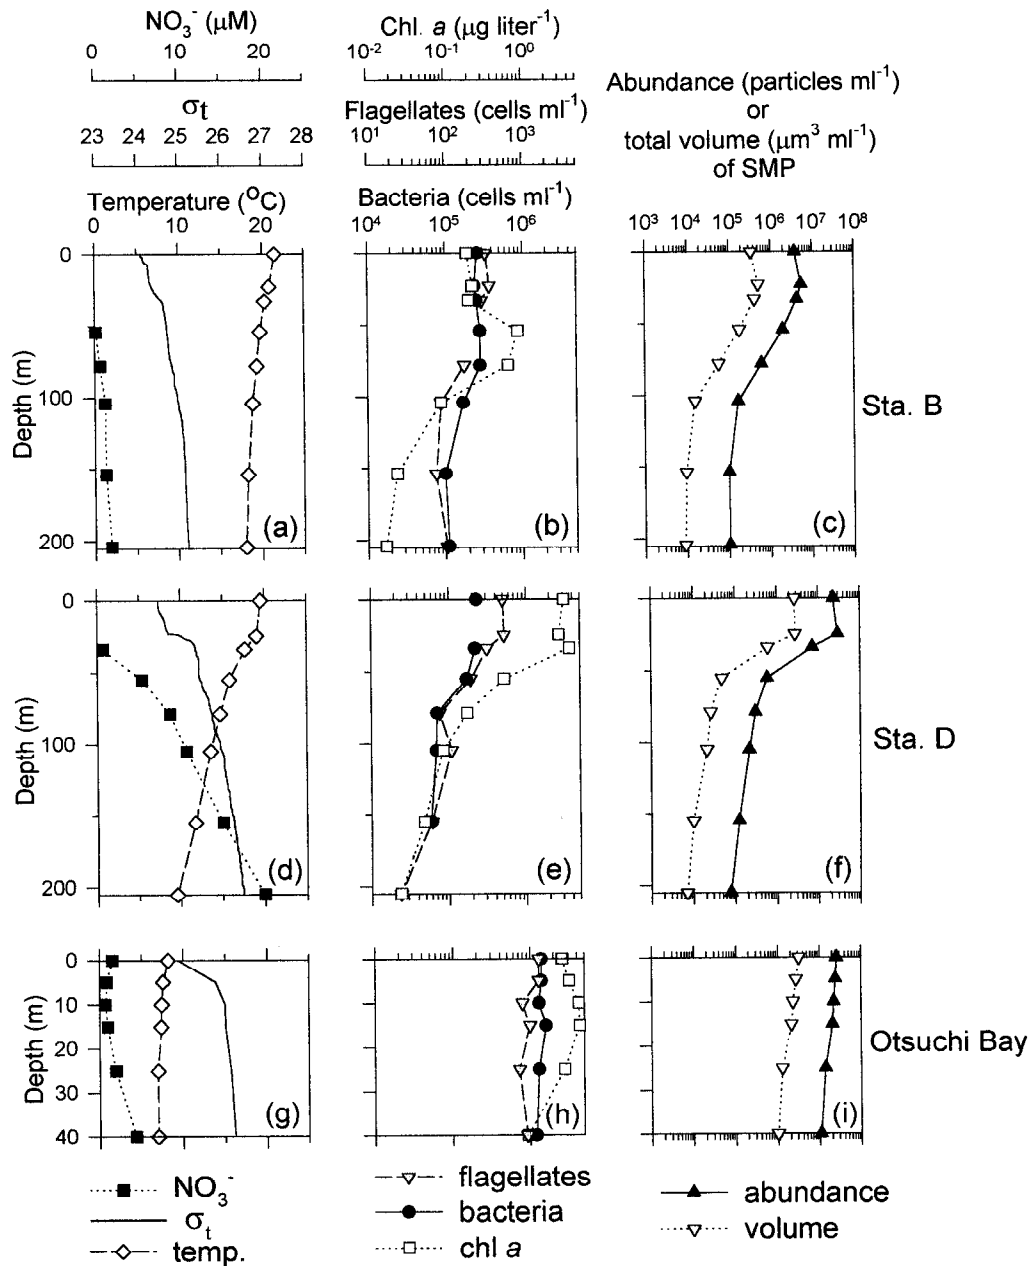 NO₃⁻ (μM)
0 10 20
σt
23 24 25 26 27 28
Temperature (°C)
0 10 20
Chl. a (μg liter⁻¹)
10⁻² 10⁻¹ 10⁰
Flagellates (cells ml⁻¹)
10¹ 10² 10³
Bacteria (cells ml⁻¹)
10⁴ 10⁵ 10⁶
Abundance (particles ml⁻¹)
or
total volume (μm³ ml⁻¹)
of SMP
10³ 10⁴ 10⁵ 10⁶ 10⁷ 10⁸
Depth (m)
0
100
200
(a)
(b)
(c)
Sta. B
Depth (m)
0
100
200
(d)
(e)
(f)
Sta. D
Depth (m)
0
10
20
30
40
(g)
(h)
(i)
Otsuchi Bay
NO₃⁻
σt
temp.
flagellates
bacteria
chl a
abundance
volume